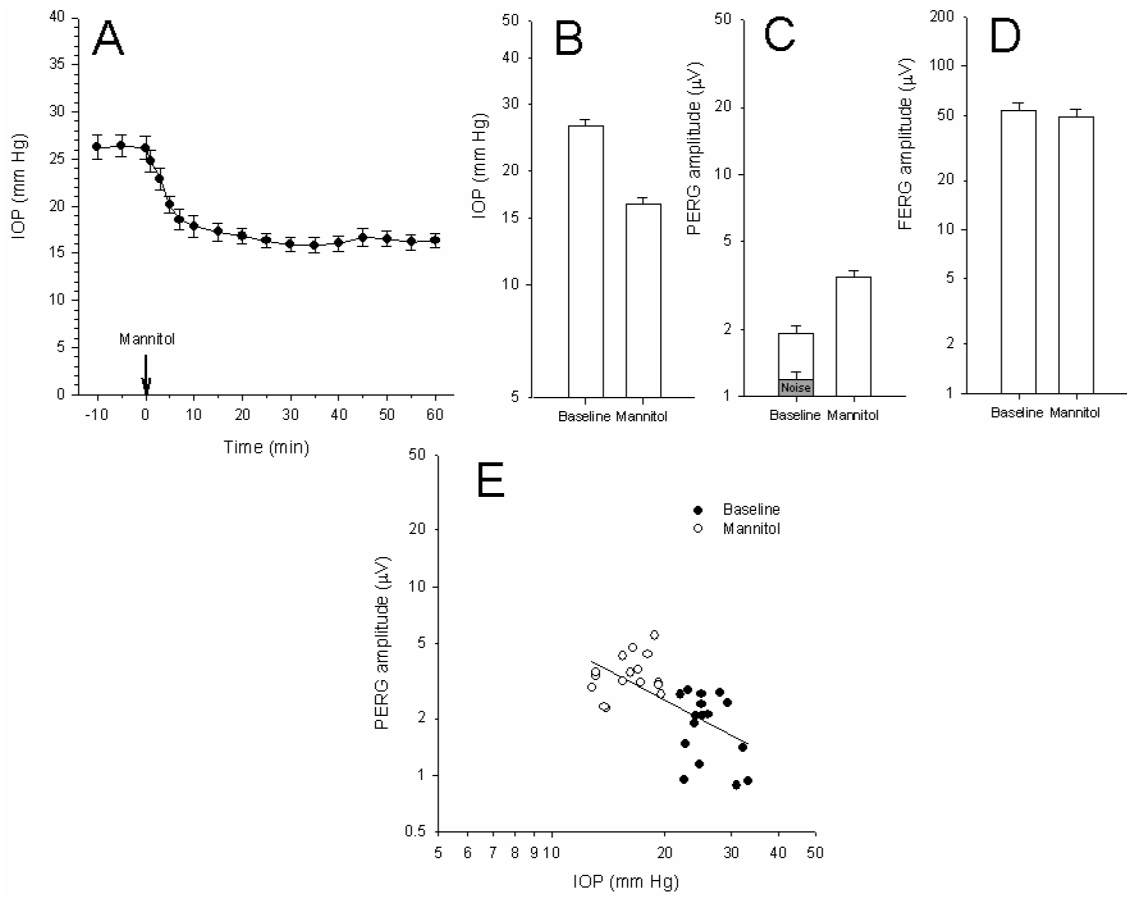 A
IOP (mm Hg)
40
35
30
25
20
15
10
5
0
Mannitol
-10 0 10 20 30 40 50 60
Time (min)
B
IOP (mm Hg)
50
40
30
20
15
10
5
Baseline Mannitol
C
PERG amplitude (µV)
50
20
10
5
2
1
Noise
Baseline Mannitol
D
FERG amplitude (µV)
200
100
50
20
10
5
2
1
Baseline Mannitol
E
PERG amplitude (µV)
50
20
10
5
2
1
0.5
Baseline
Mannitol
5 6 7 8 9 10 20 30 40 50
IOP (mm Hg)